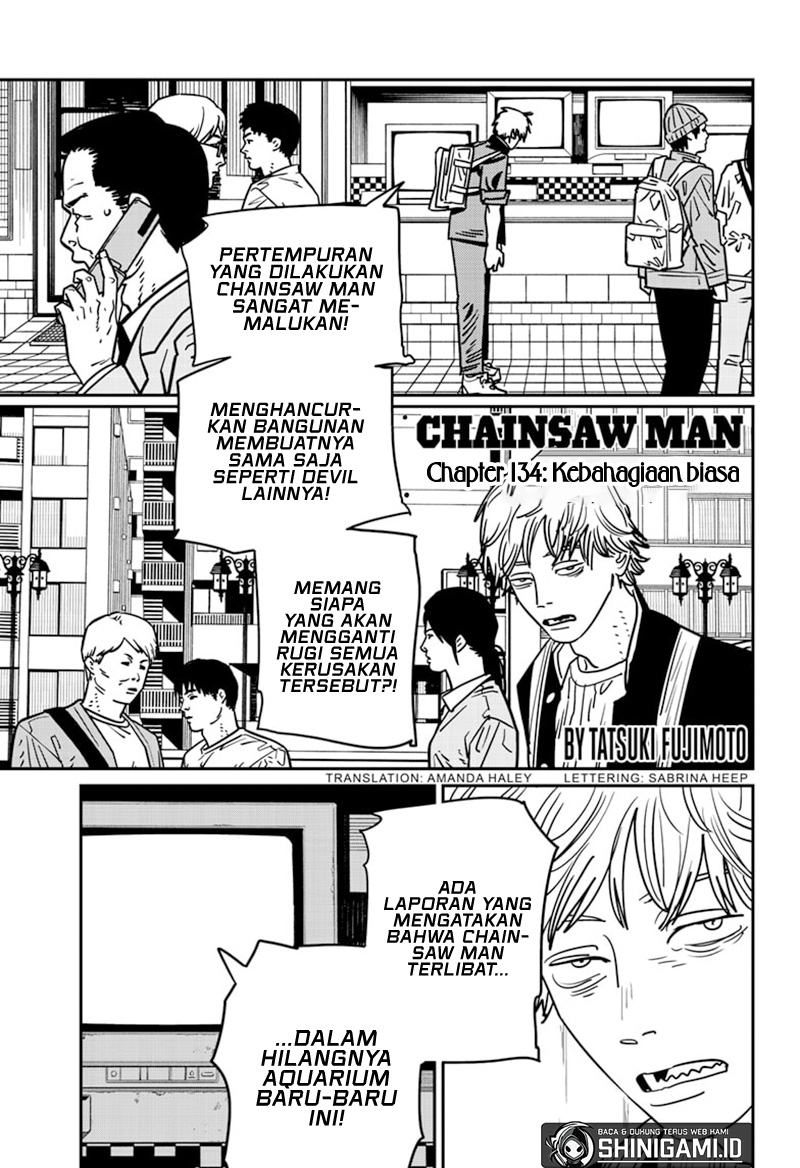 PERTEMPURAN
YANG DILAKUKAN
CHAINSAW MAN
SANGAT ME-
MALUKAN!
MENGHANCUR-
KAN BANGUNAN
MEMBUATNYA
SAMA SAJA
SEPERTI DEVIL
LAINNYA!
CHAINSAW MAN
Chapter 134: Kebahagiaan biasa
MEMANG
SIAPA
YANG AKAN
MENGGANTI
RUGI SEMUA
KERUSAKAN
TERSEBUT?!
BY TATSUKI FUJIMOTO
TRANSLATION: AMANDA HALEY LETTERING: SABRINA HEEP
ADA
LAPORAN YANG
MENGATAKAN
BAHWA CHAIN-
SAW MAN
TERLIBAT...
...DALAM
HILANGNYA
AQUARIUM
BARU-BARU
INI!
BACA & DUKUNG TERUS WEB KAMI
SHINIGAMI.ID